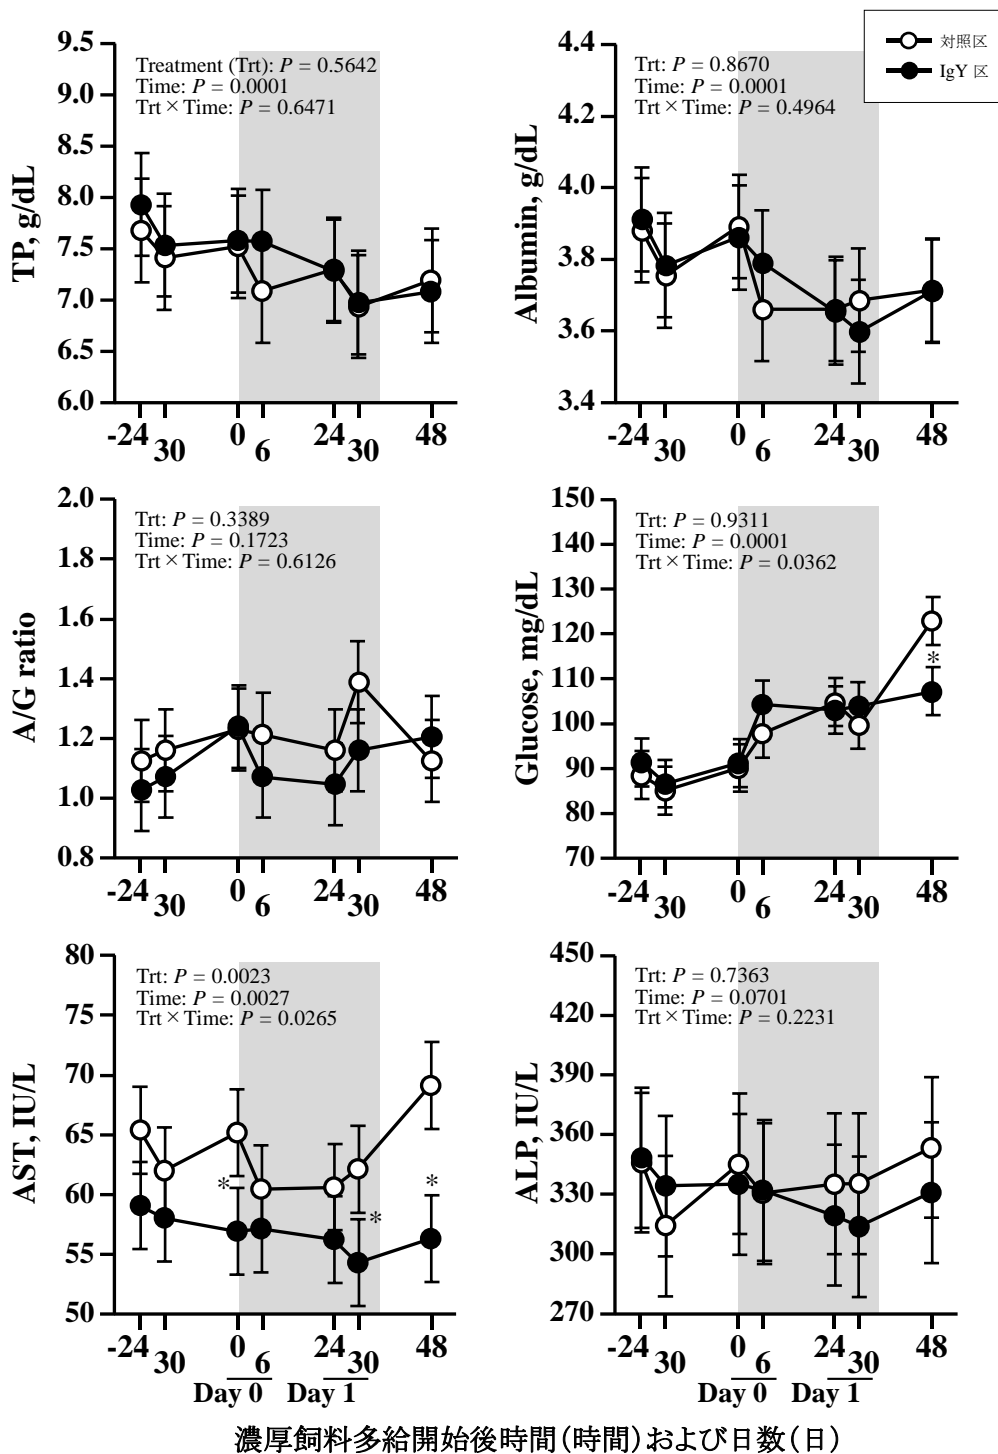 対照区
IgY 区
9.5
9.0
8.5
8.0
7.5
7.0
6.5
6.0
TP, g/dL
Treatment (Trt): P = 0.5642
Time: P = 0.0001
Trt × Time: P = 0.6471
-24 30 0 6 24 30 48
4.4
4.2
4.0
3.8
3.6
3.4
Albumin, g/dL
Trt: P = 0.8670
Time: P = 0.0001
Trt × Time: P = 0.4964
-24 30 0 6 24 30 48
2.0
1.8
1.6
1.4
1.2
1.0
0.8
A/G ratio
Trt: P = 0.3389
Time: P = 0.1723
Trt × Time: P = 0.6126
-24 30 0 6 24 30 48
150
140
130
120
110
100
90
80
70
Glucose, mg/dL
Trt: P = 0.9311
Time: P = 0.0001
Trt × Time: P = 0.0362
*
-24 30 0 6 24 30 48
80
75
70
65
60
55
50
AST, IU/L
Trt: P = 0.0023
Time: P = 0.0027
Trt × Time: P = 0.0265
*
*
*
-24 30 0 6 24 30 48
Day 0 Day 1
450
420
390
360
330
300
270
ALP, IU/L
Trt: P = 0.7363
Time: P = 0.0701
Trt × Time: P = 0.2231
-24 30 0 6 24 30 48
Day 0 Day 1
濃厚飼料多給開始後時間(時間)および日数(日)